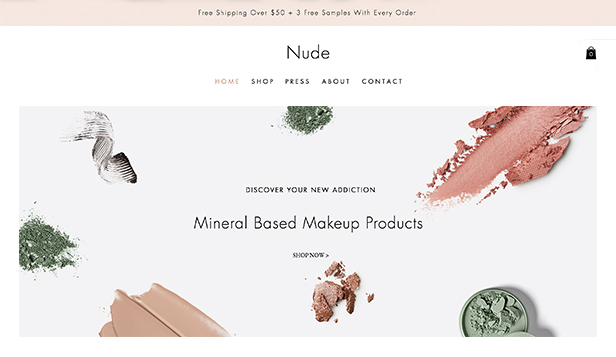 Free Shipping Over $50 + 3 Free Samples With Every Order
Nude
0
HOME SHOP PRESS ABOUT CONTACT
DISCOVER YOUR NEW ADDICTION
Mineral Based Makeup Products
SHOP NOW >